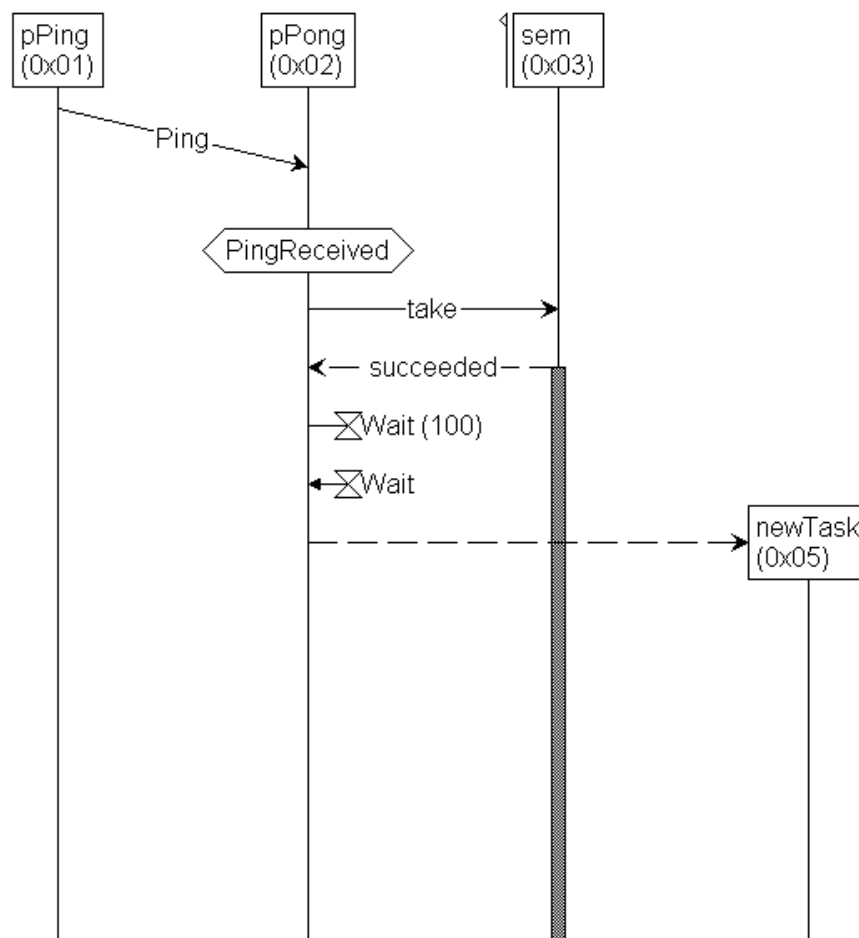 pPing
(0x01)
pPong
(0x02)
sem
(0x03)
Ping
PingReceived
take
succeeded
Wait (100)
Wait
newTask
(0x05)